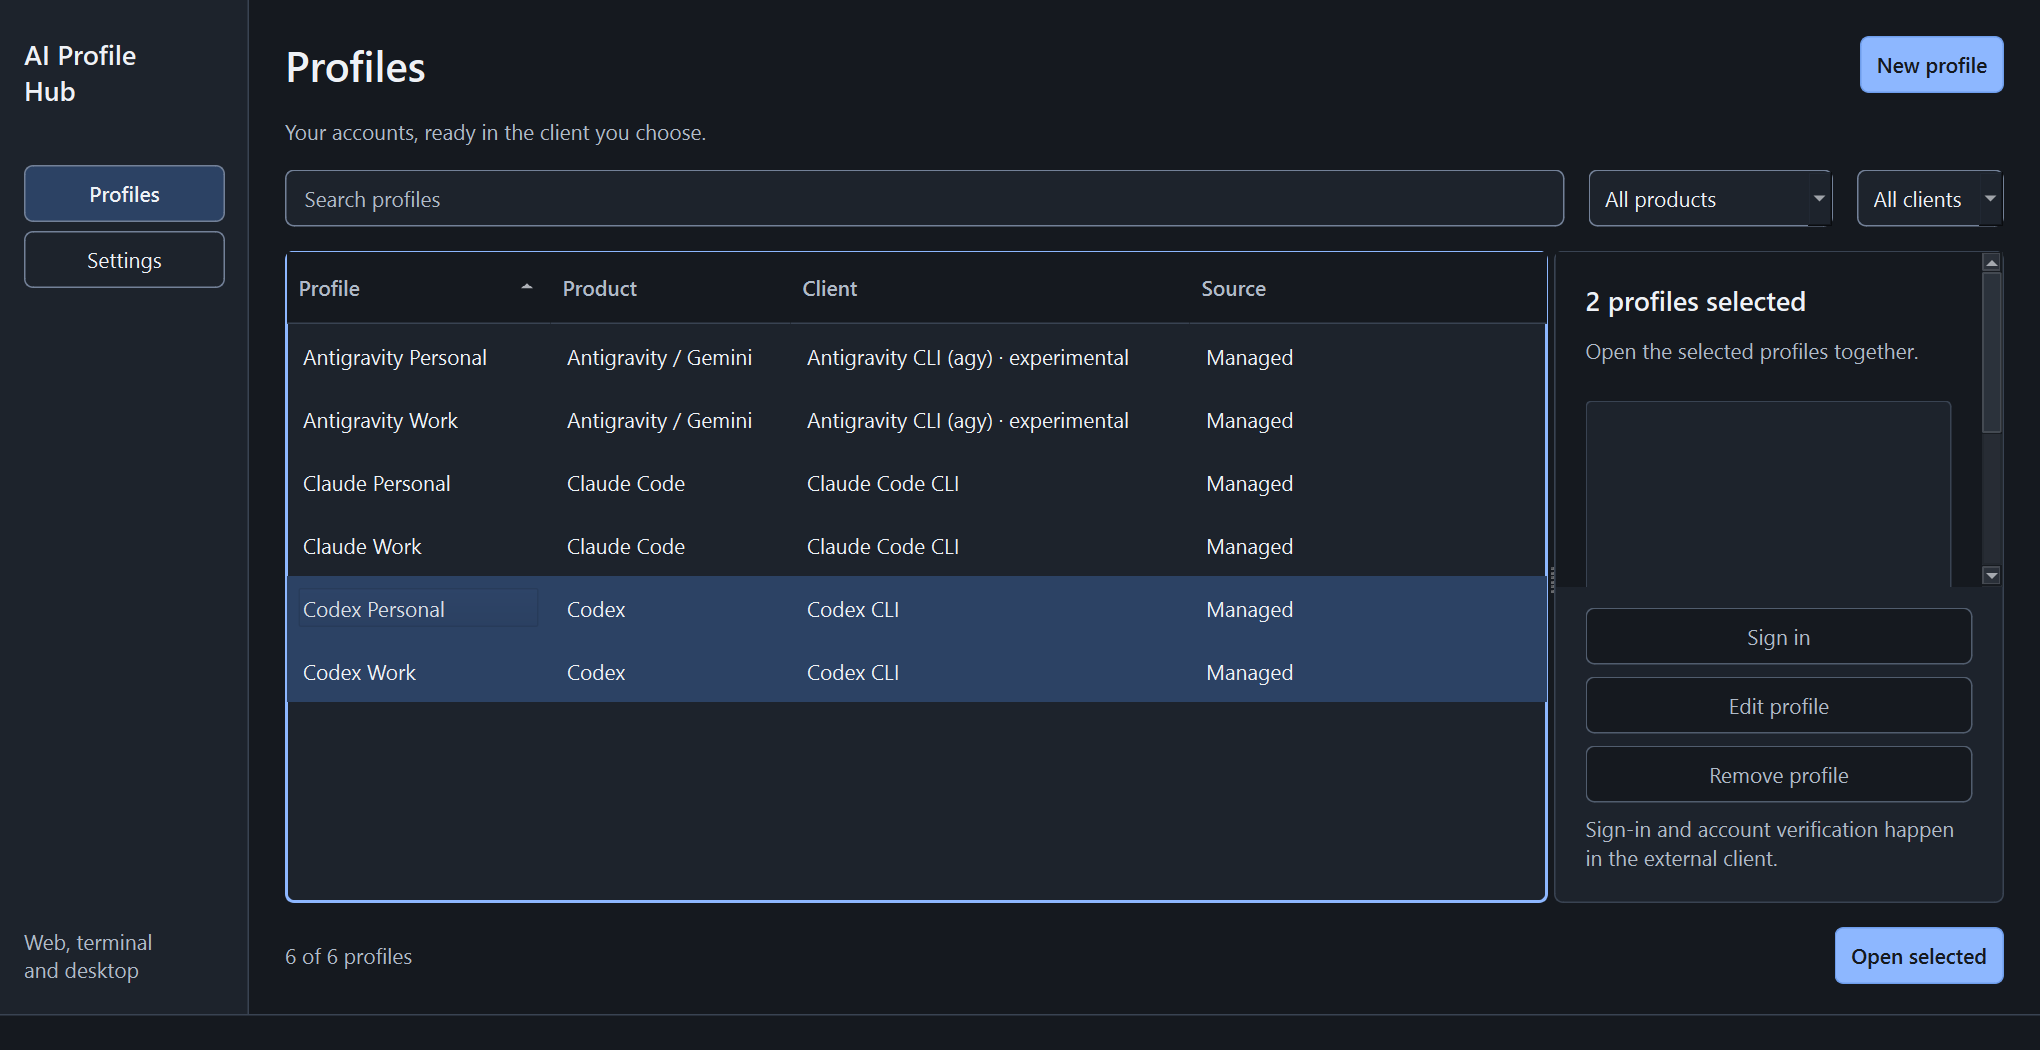 AI Profile
Hub
Profiles
Settings
Web, terminal
and desktop
Profiles
New profile
Your accounts, ready in the client you choose.
Search profiles
All products
All clients
Profile Product Client Source
Antigravity Personal Antigravity / Gemini Antigravity CLI (agy) · experimental Managed
Antigravity Work Antigravity / Gemini Antigravity CLI (agy) · experimental Managed
Claude Personal Claude Code Claude Code CLI Managed
Claude Work Claude Code Claude Code CLI Managed
Codex Personal Codex Codex CLI Managed
Codex Work Codex Codex CLI Managed
2 profiles selected
Open the selected profiles together.
Sign in
Edit profile
Remove profile
Sign-in and account verification happen
in the external client.
6 of 6 profiles
Open selected